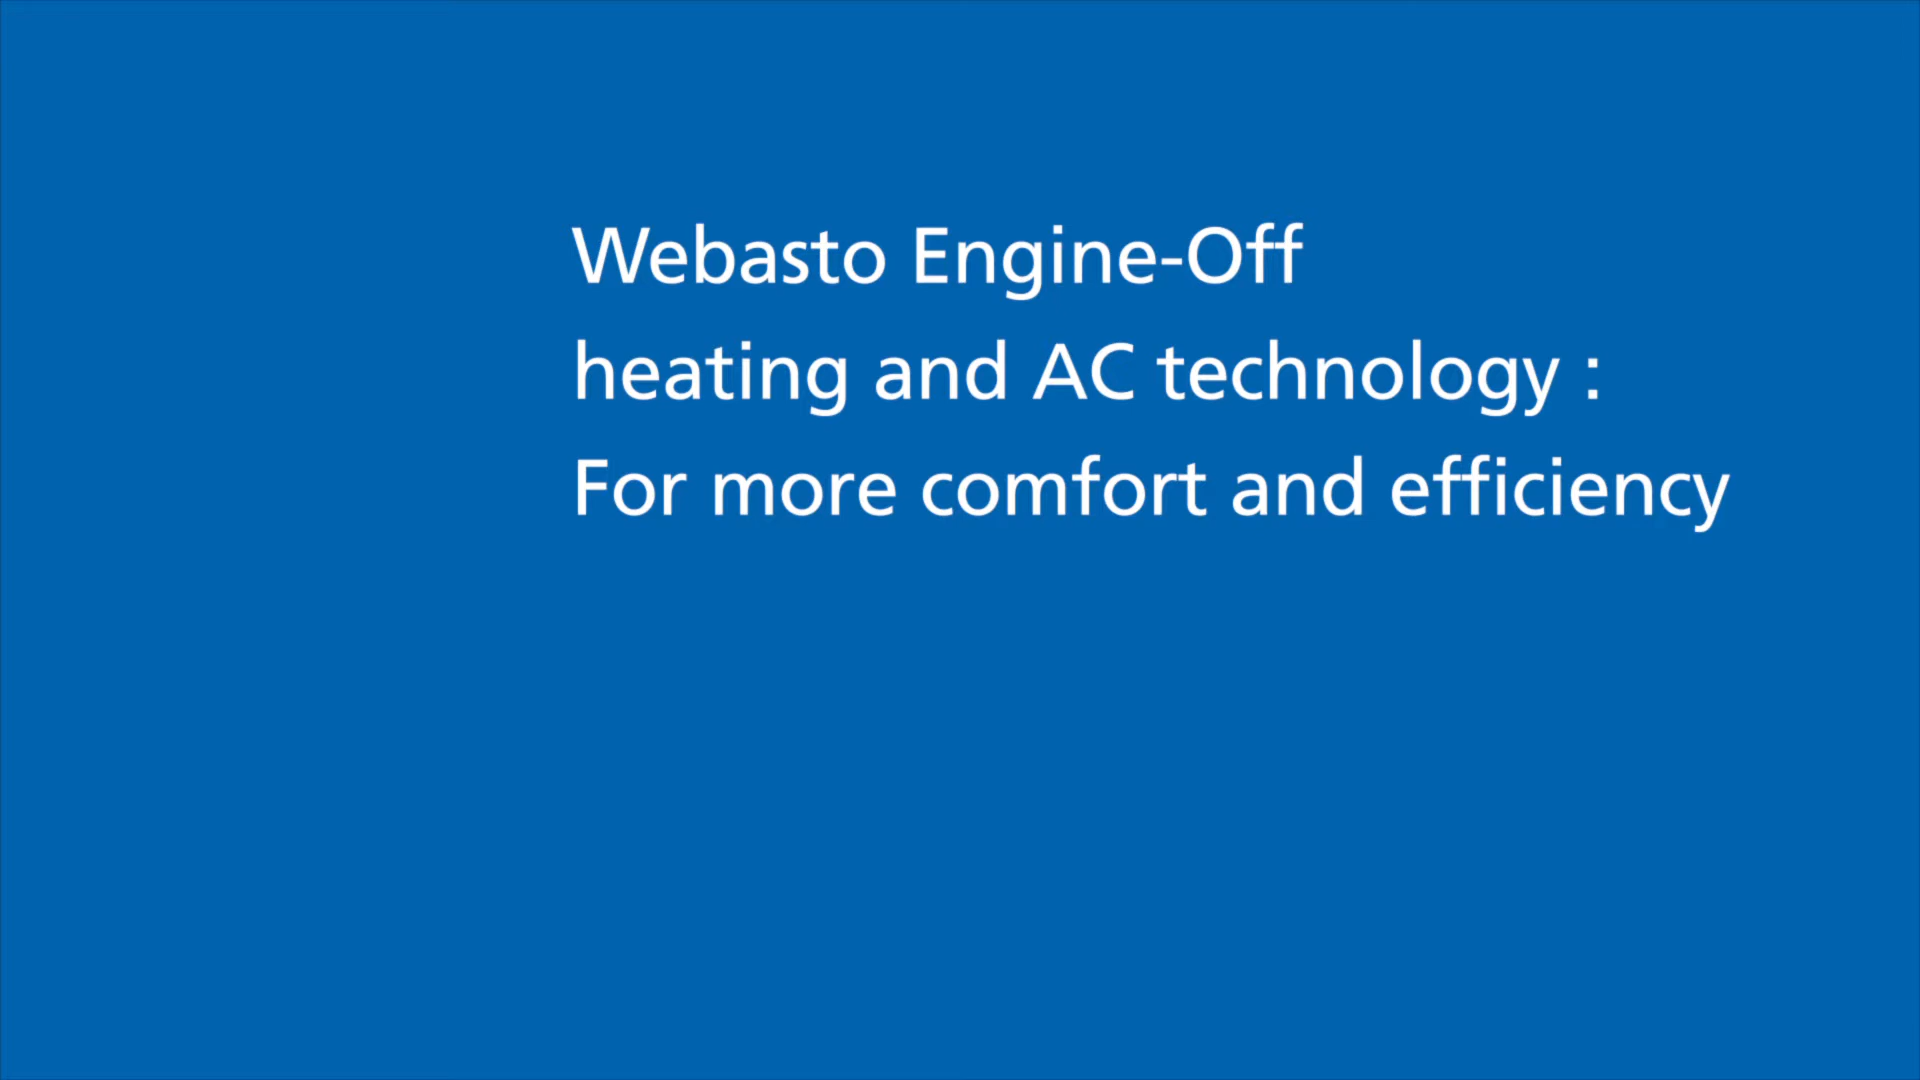 Webasto Engine-Off
heating and AC technology :
For more comfort and efficiency